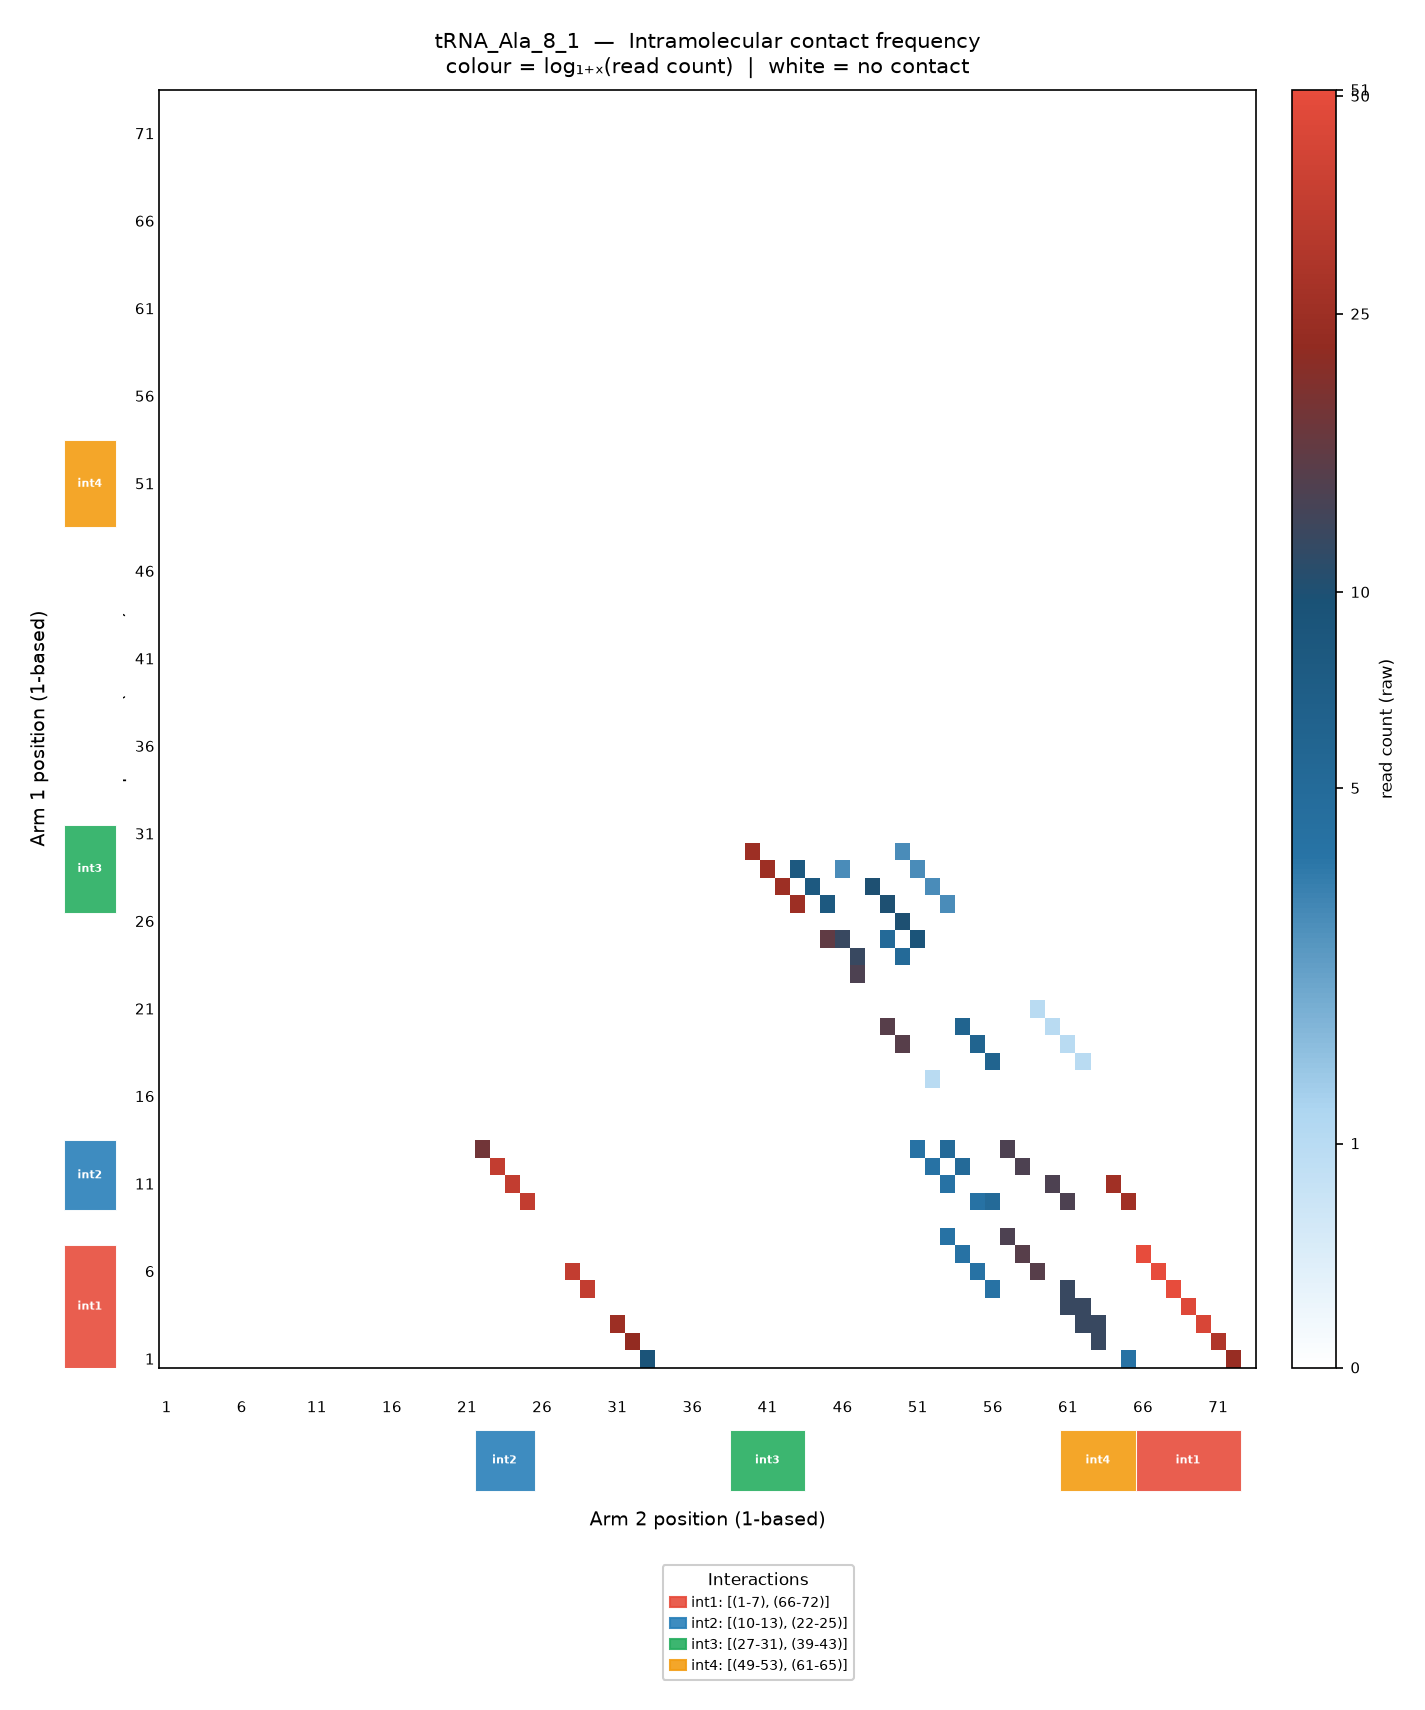 tRNA_Ala_8_1 — Intramolecular contact frequency
colour = log₁₊ₓ(read count) | white = no contact
71
66
61
56
51
46
41
36
31
26
21
16
11
6
1
Arm 1 position (1-based)
int4
int3
int2
int1
1 6 11 16 21 26 31 36 41 46 51 56 61 66 71
int2 int3 int4 int1
Arm 2 position (1-based)
51
50
25
10
5
1
0
read count (raw)
Interactions
int1: [(1-7), (66-72)]
int2: [(10-13), (22-25)]
int3: [(27-31), (39-43)]
int4: [(49-53), (61-65)]